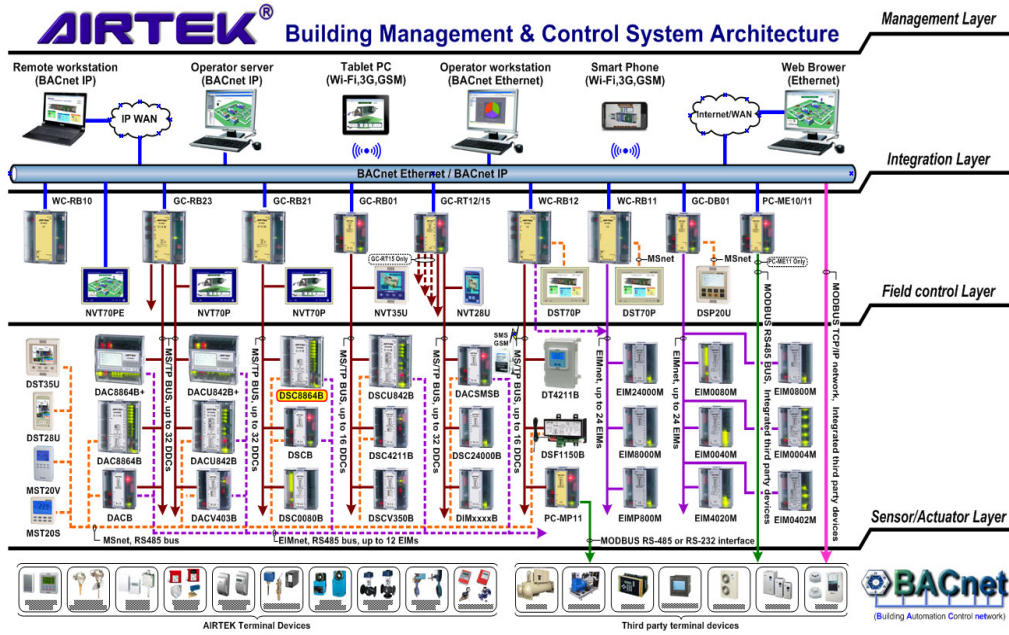 AIRTEK® Building Management & Control System Architecture
Management Layer
Remote workstation
(BACnet IP)
Operator server
(BACnet IP)
Tablet PC
(Wi-Fi,3G,GSM)
Operator workstation
(BACnet Ethernet)
Smart Phone
(Wi-Fi,3G,GSM)
Web Brower
(Ethernet)
IP WAN
Internet/WAN
Integration Layer
BACnet Ethernet / BACnet IP
WC-RB10
GC-RB23
GC-RB21
GC-RB01
GC-RT12/15
WC-RB12
WC-RB11
GC-DB01
PC-ME10/11
GC-RT15 Only
MSnet
MSnet
PC-ME11 Only
NVT70PE
NVT70P
NVT70P
NVT35U
NVT28U
DST70P
DST70P
DSP20U
Field control Layer
MS/TP BUS, up to 32 DDCs
MS/TP BUS, up to 32 DDCs
MS/TP BUS, up to 16 DDCs
MS/TP BUS, up to 32 DDCs
MS/TP BUS, up to 16 DDCs
EIMnet, up to 24 EIMs
EIMnet, up to 24 EIMs
MODBUS RS485 BUS, Integrated third party devices
MODBUS TCP/IP network, Integrated third party devices
SMS
GSM
DST35U
DAC8864B+
DACU842B+
DSC8864B
DSCU842B
DACSMSB
DT4211B
EIM24000M
EIM0080M
EIM0800M
DST28U
DAC8864B
DACU842B
DSCB
DSC4211B
DSC24000B
DSF1150B
EIM8000M
EIM0040M
EIM0004M
MST20V
MST20S
DACB
DACV403B
DSC0080B
DSCV350B
DIMxxxxB
PC-MP11
EIMP800M
EIM4020M
EIM0402M
Sensor/Actuator Layer
MSnet, RS485 bus
EIMnet, RS485 bus, up to 12 EIMs
MODBUS RS-485 or RS-232 interface
AIRTEK Terminal Devices
Third party terminal devices
BACnet
(Building Automation Control network)